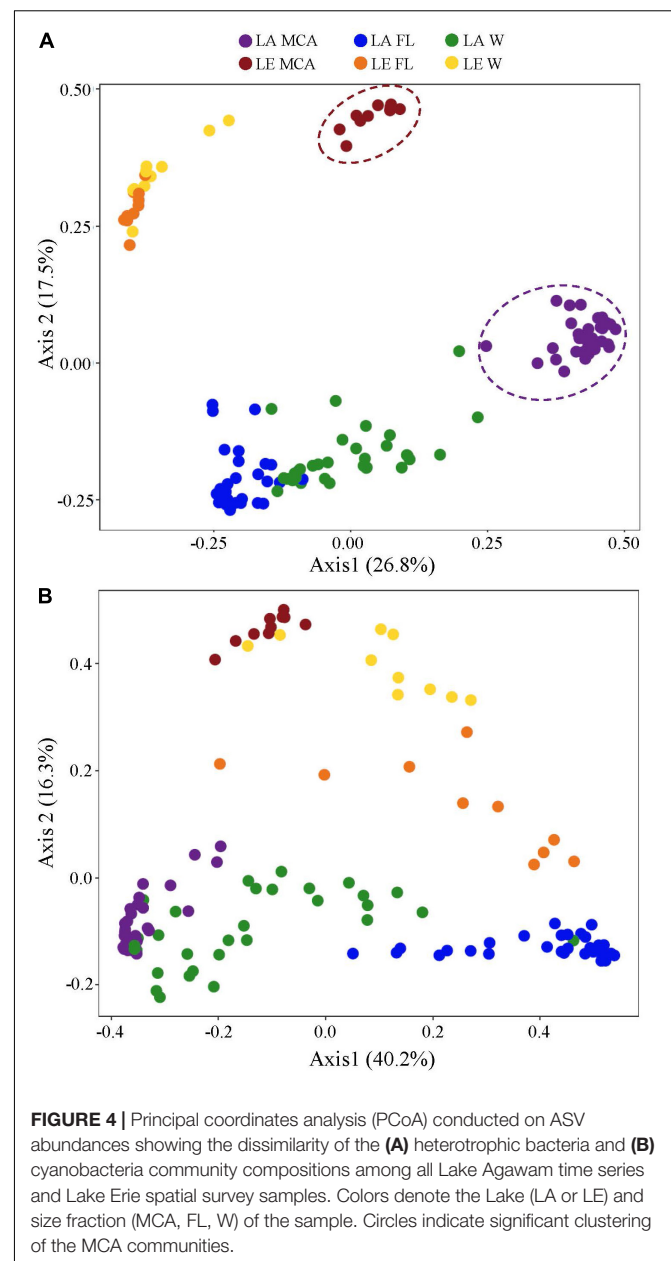 A
LA MCA LA FL LA W
LE MCA LE FL LE W
0.50
0.25
0.00
-0.25
Axis 2 (17.5%)
-0.25 0.00 0.25 0.50
Axis1 (26.8%)
B
0.4
0.2
0.0
-0.2
Axis 2 (16.3%)
-0.4 -0.2 0.0 0.2 0.4
Axis1 (40.2%)
FIGURE 4 | Principal coordinates analysis (PCoA) conducted on ASV
abundances showing the dissimilarity of the (A) heterotrophic bacteria and (B)
cyanobacteria community compositions among all Lake Agawam time series
and Lake Erie spatial survey samples. Colors denote the Lake (LA or LE) and
size fraction (MCA, FL, W) of the sample. Circles indicate significant clustering
of the MCA communities.